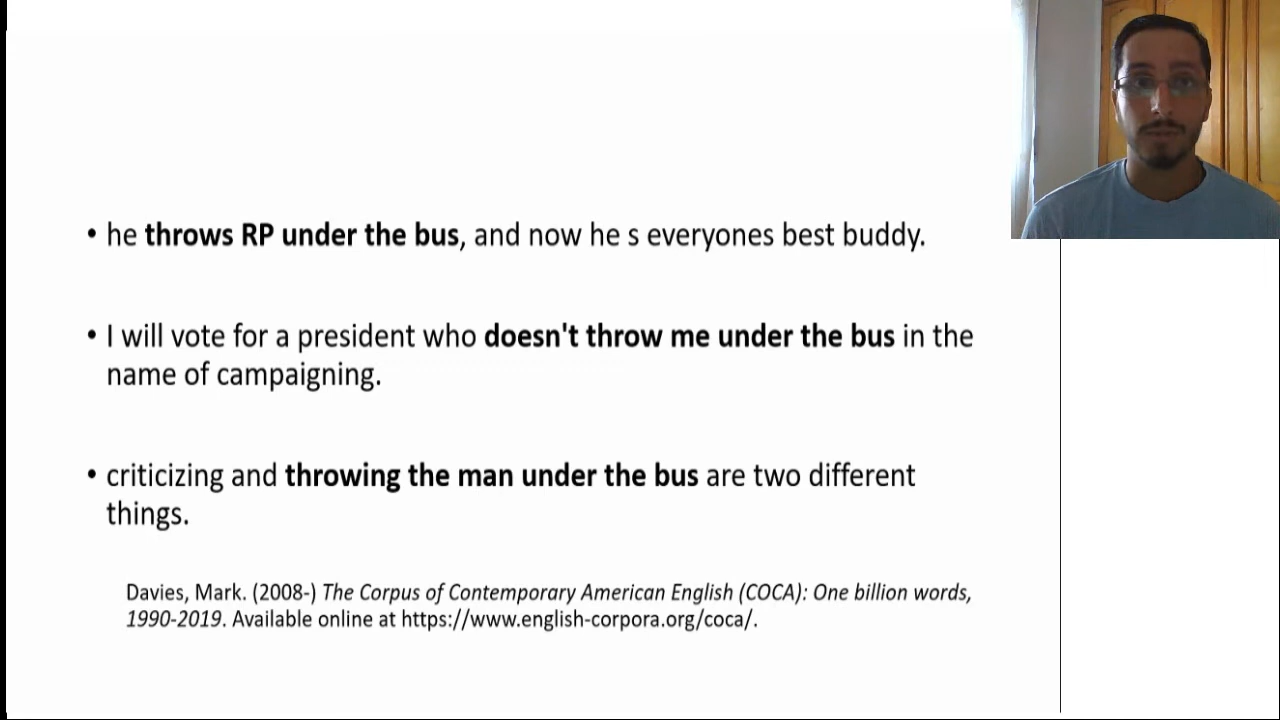 • he throws RP under the bus, and now he s everyones best buddy.
• I will vote for a president who doesn't throw me under the bus in the
name of campaigning.
• criticizing and throwing the man under the bus are two different
things.
Davies, Mark. (2008-) The Corpus of Contemporary American English (COCA): One billion words,
1990-2019. Available online at https://www.english-corpora.org/coca/.